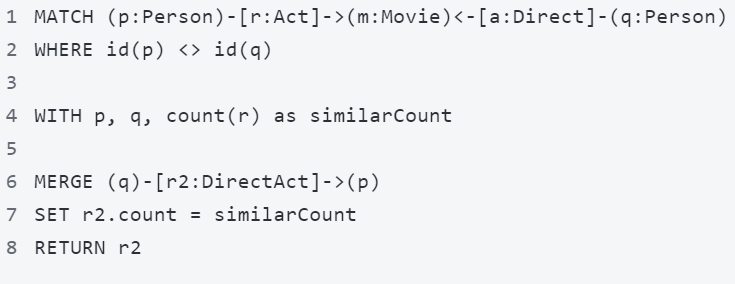 1 MATCH (p:Person)-[r:Act]->(m:Movie)<-[a:Direct]-(q:Person)
2 WHERE id(p) <> id(q)
3
4 WITH p, q, count(r) as similarCount
5
6 MERGE (q)-[r2:DirectAct]->(p)
7 SET r2.count = similarCount
8 RETURN r2